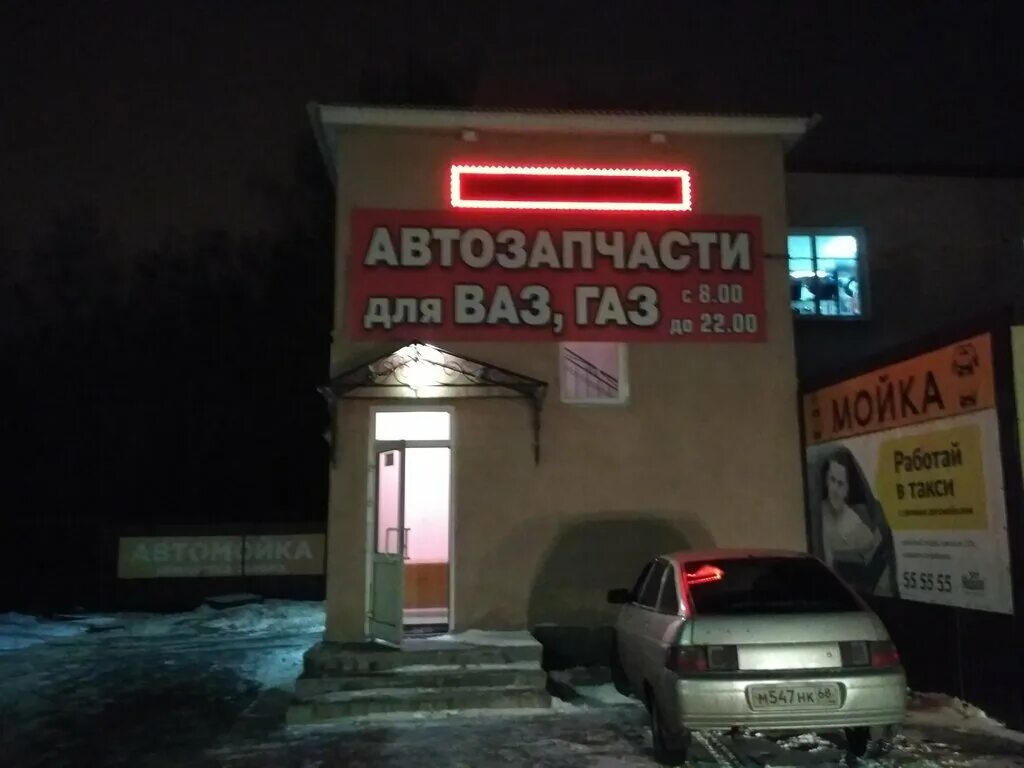 АВТОЗАПЧАСТИ
для ВАЗ, ГАЗ
с 8.00
до 22.00
МОЙКА
Работай
в такси
55 55 55
АВТОМОЙКА
М547НК 68